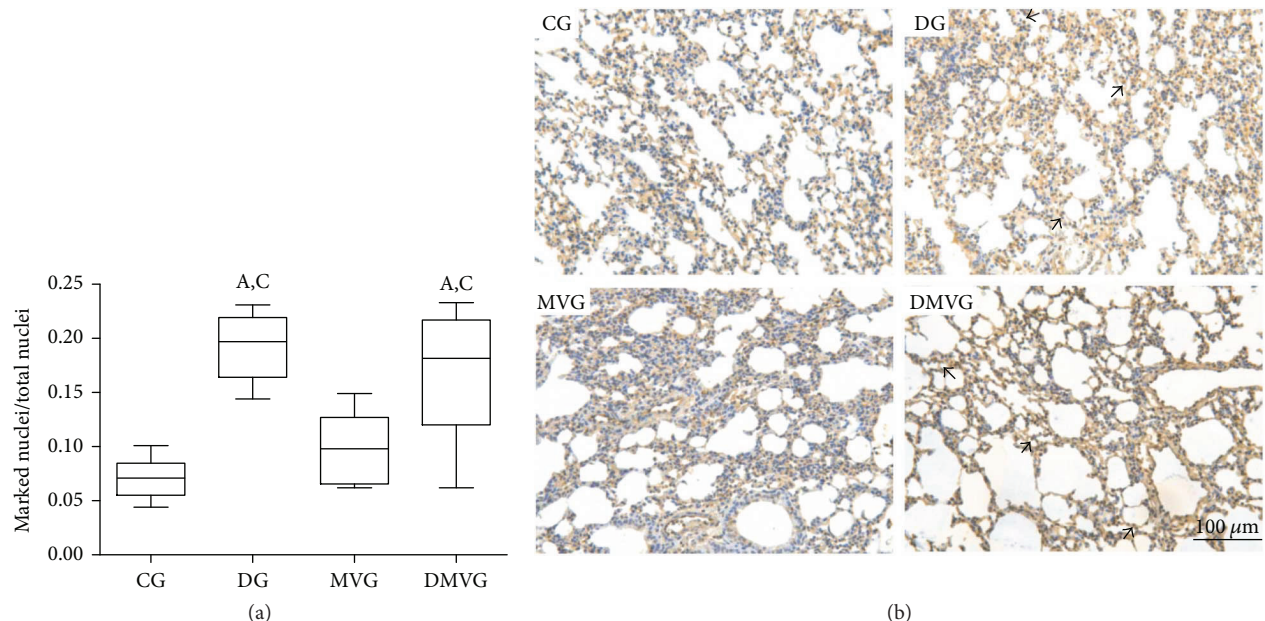 Marked nuclei/total nuclei
0.25
0.20
0.15
0.10
0.05
0.00
A,C
A,C
CG
DG
MVG
DMVG
(a)
CG
DG
MVG
DMVG
100 μm
(b)